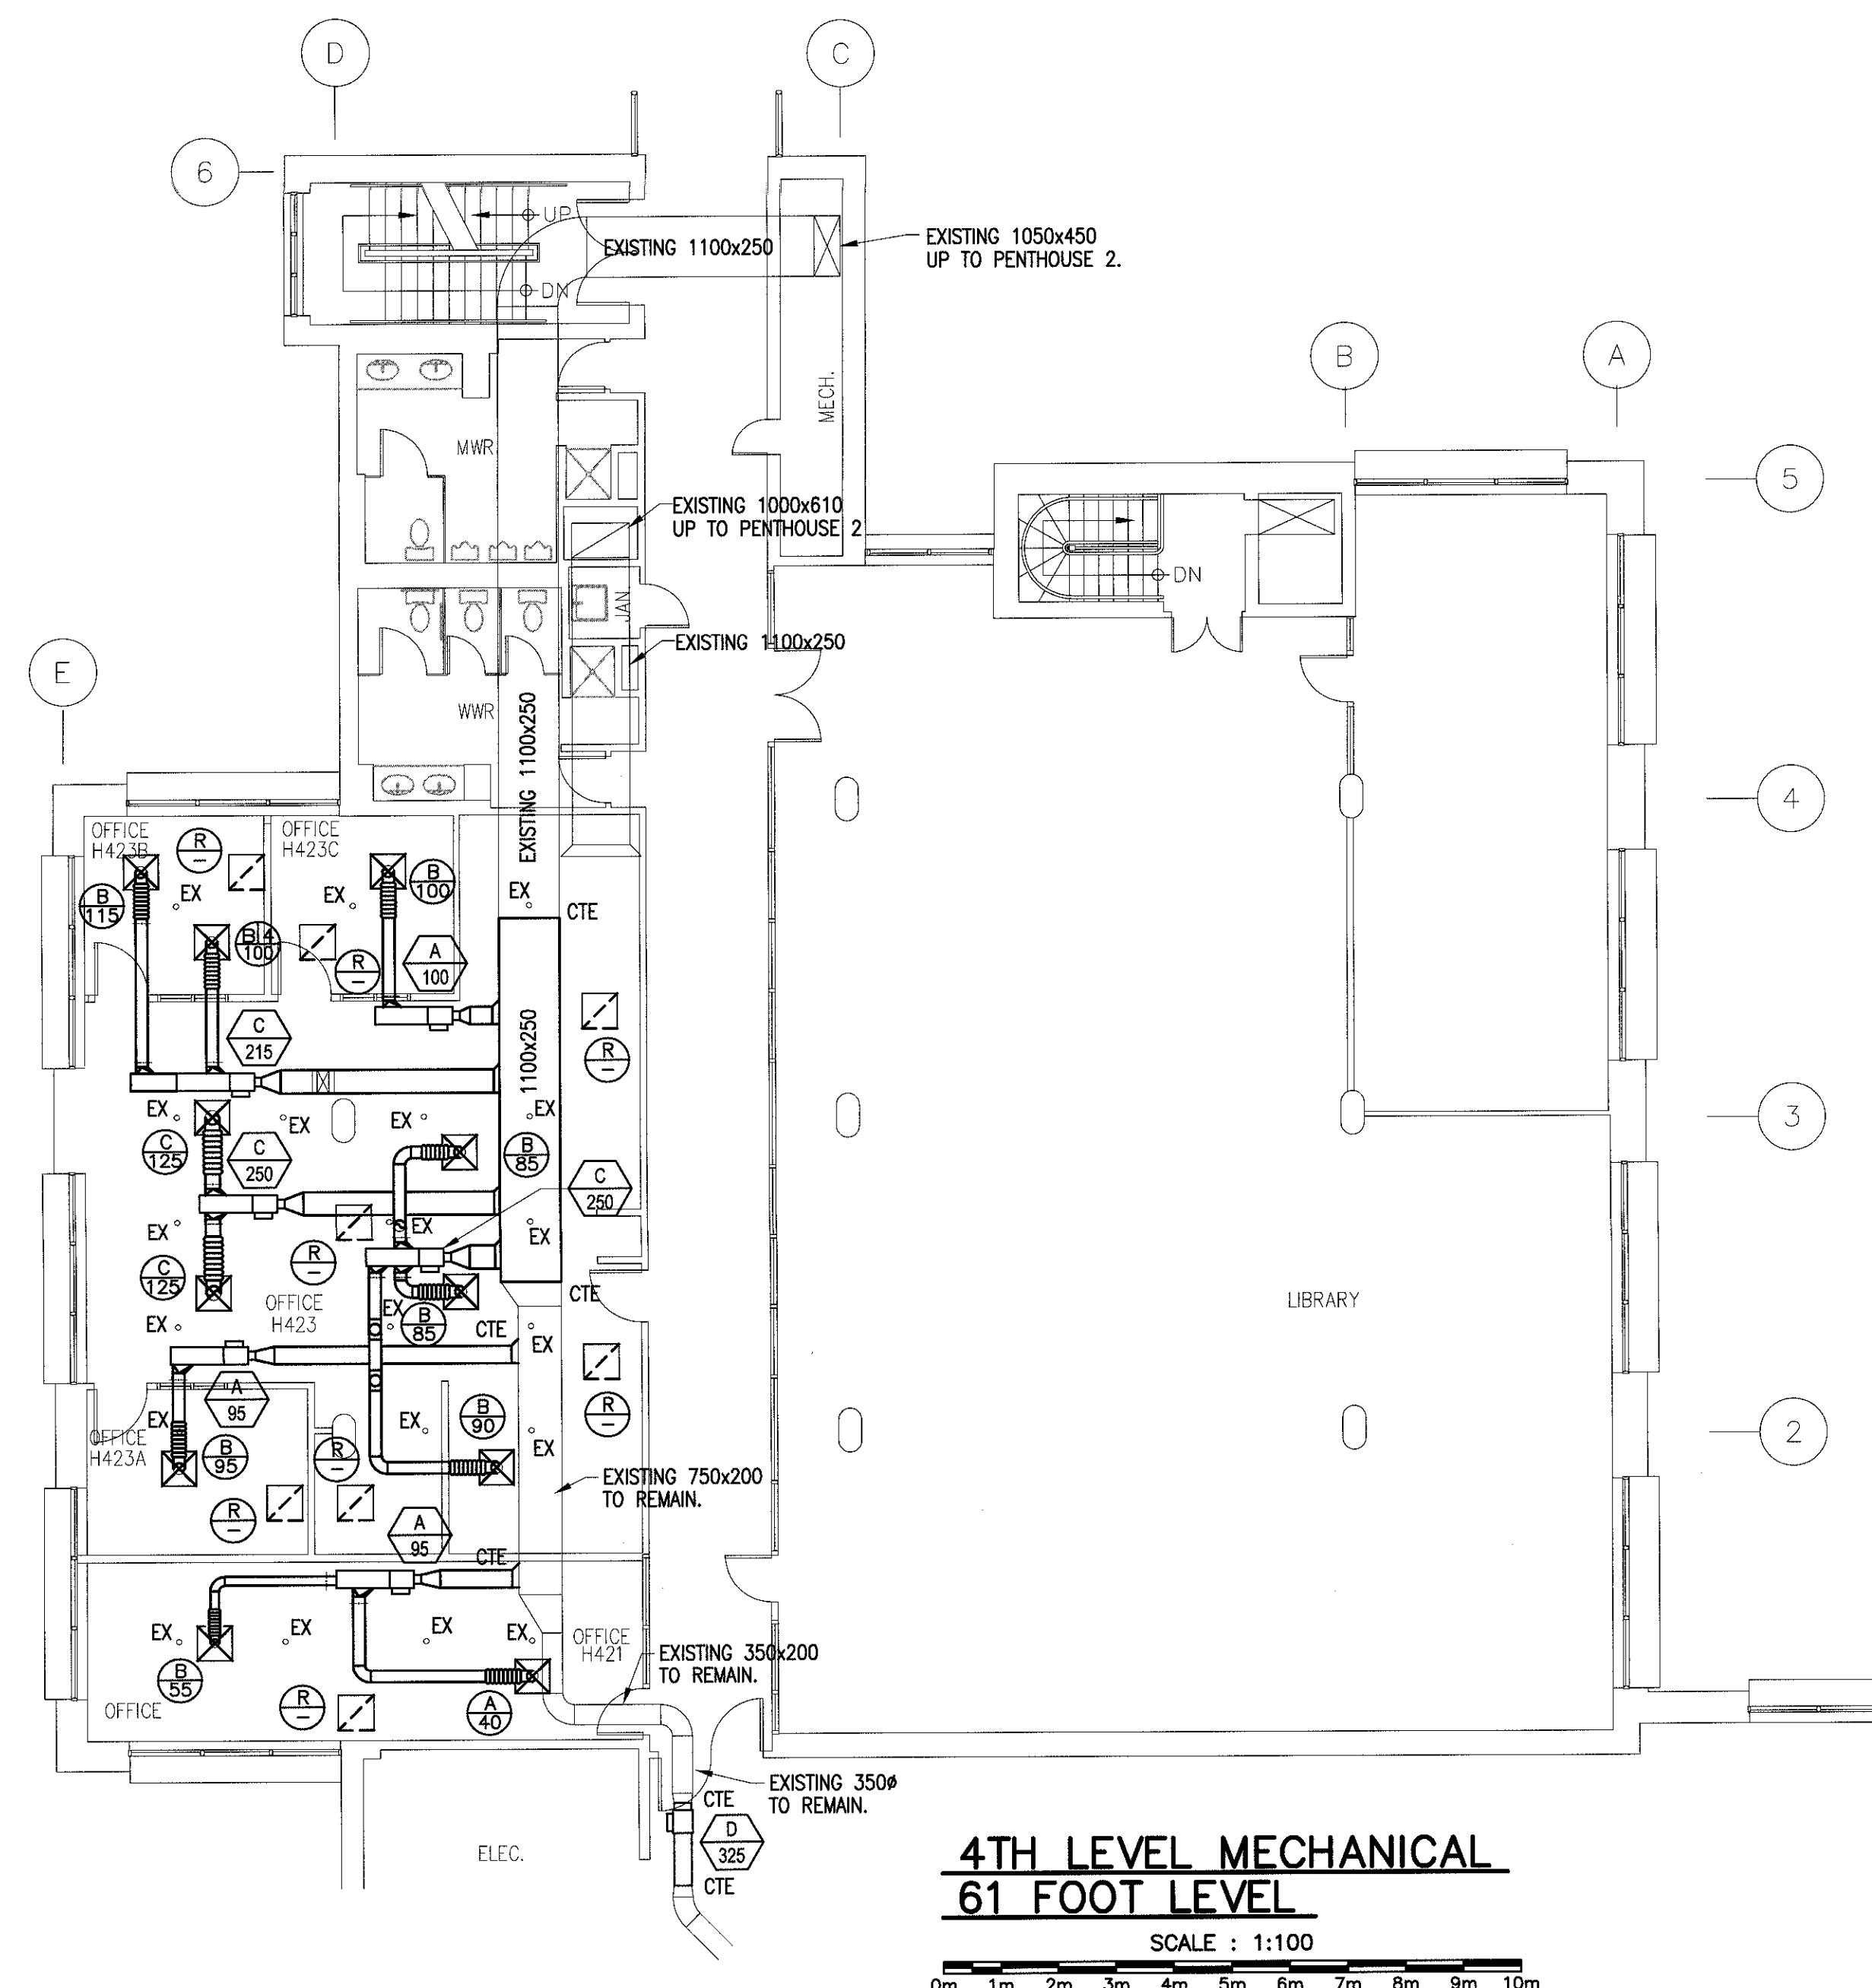 D
C
6
UP
EXISTING 1100x250
EXISTING 1050x450
UP TO PENTHOUSE 2.
DN
B
A
MECH.
MWR
5
EXISTING 1000x610
UP TO PENTHOUSE 2
DN
JAN
EXISTING 1100x250
E
WWR
EXISTING 1100x250
4
OFFICE
H423B
R
–
OFFICE
H423C
B
100
B
115
EX
EX
EX
CTE
B 4
100
R
–
A
100
C
215
1100x250
R
–
EX
EX
EX
EX
3
C
125
C
250
B
85
C
250
EX
EX
EX
R
–
C
125
CTE
OFFICE
H423
LIBRARY
EX
EX
B
85
CTE
EX
A
95
R
–
EX
EX
B
90
EX
2
OFFICE
H423A
B
95
R
–
EXISTING 750x200
TO REMAIN.
R
–
A
95
CTE
EX
EX
EX
EX
OFFICE
H421
EXISTING 350x200
TO REMAIN.
B
55
R
–
A
40
OFFICE
EXISTING 350ø
TO REMAIN.
CTE
D
325
ELEC.
CTE
4TH LEVEL MECHANICAL
61 FOOT LEVEL
SCALE : 1:100
0m 1m 2m 3m 4m 5m 6m 7m 8m 9m 10m